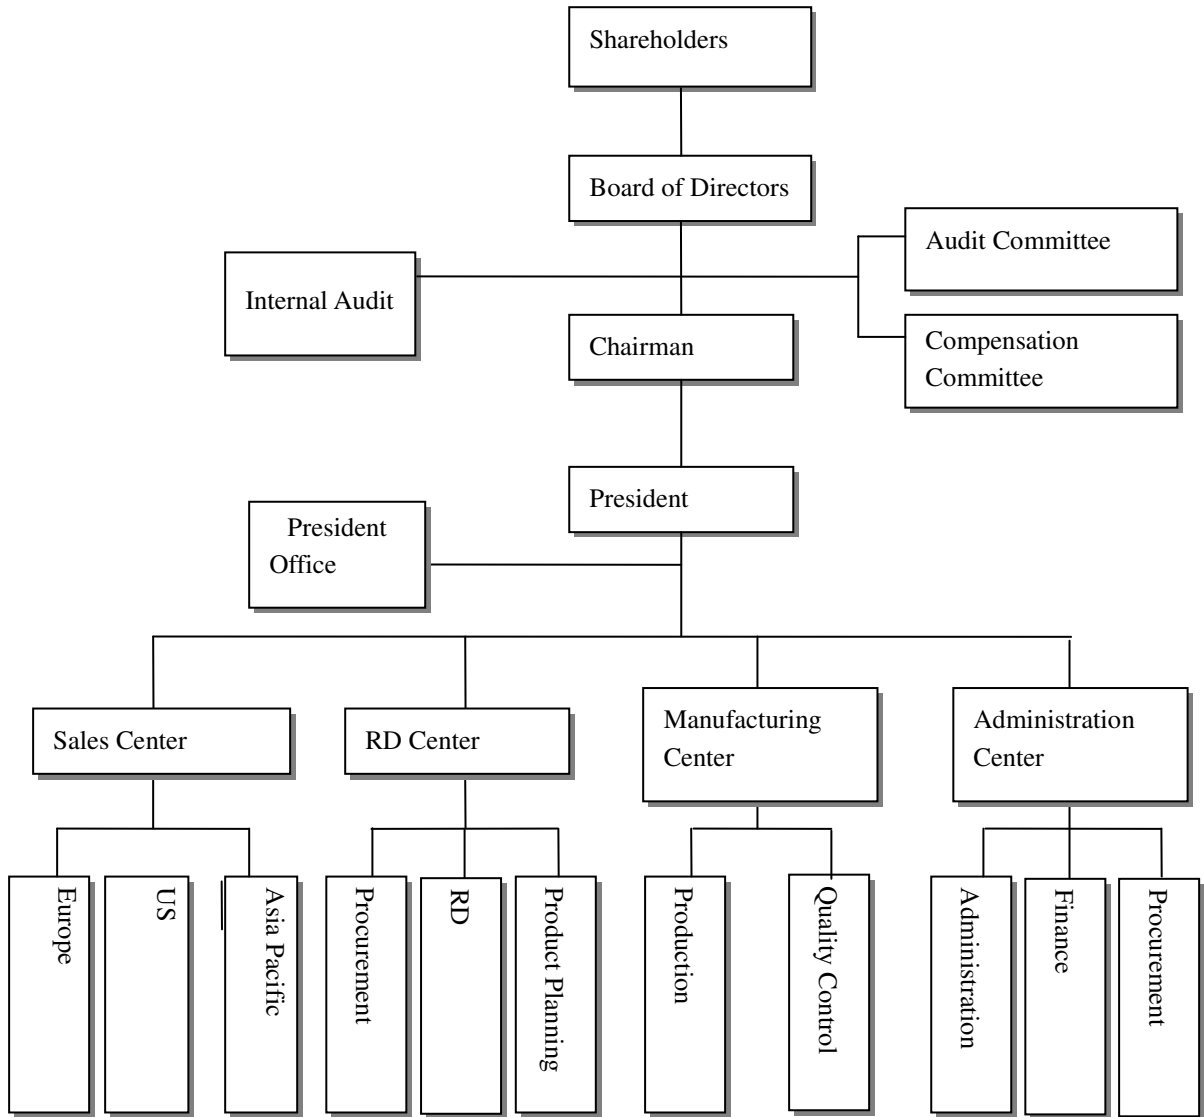 Shareholders
Board of Directors
Audit Committee
Internal Audit
Chairman
Compensation
Committee
President
President
Office
Sales Center
RD Center
Manufacturing
Center
Administration
Center
Europe
US
Asia Pacific
Procurement
RD
Product Planning
Production
Quality Control
Administration
Finance
Procurement